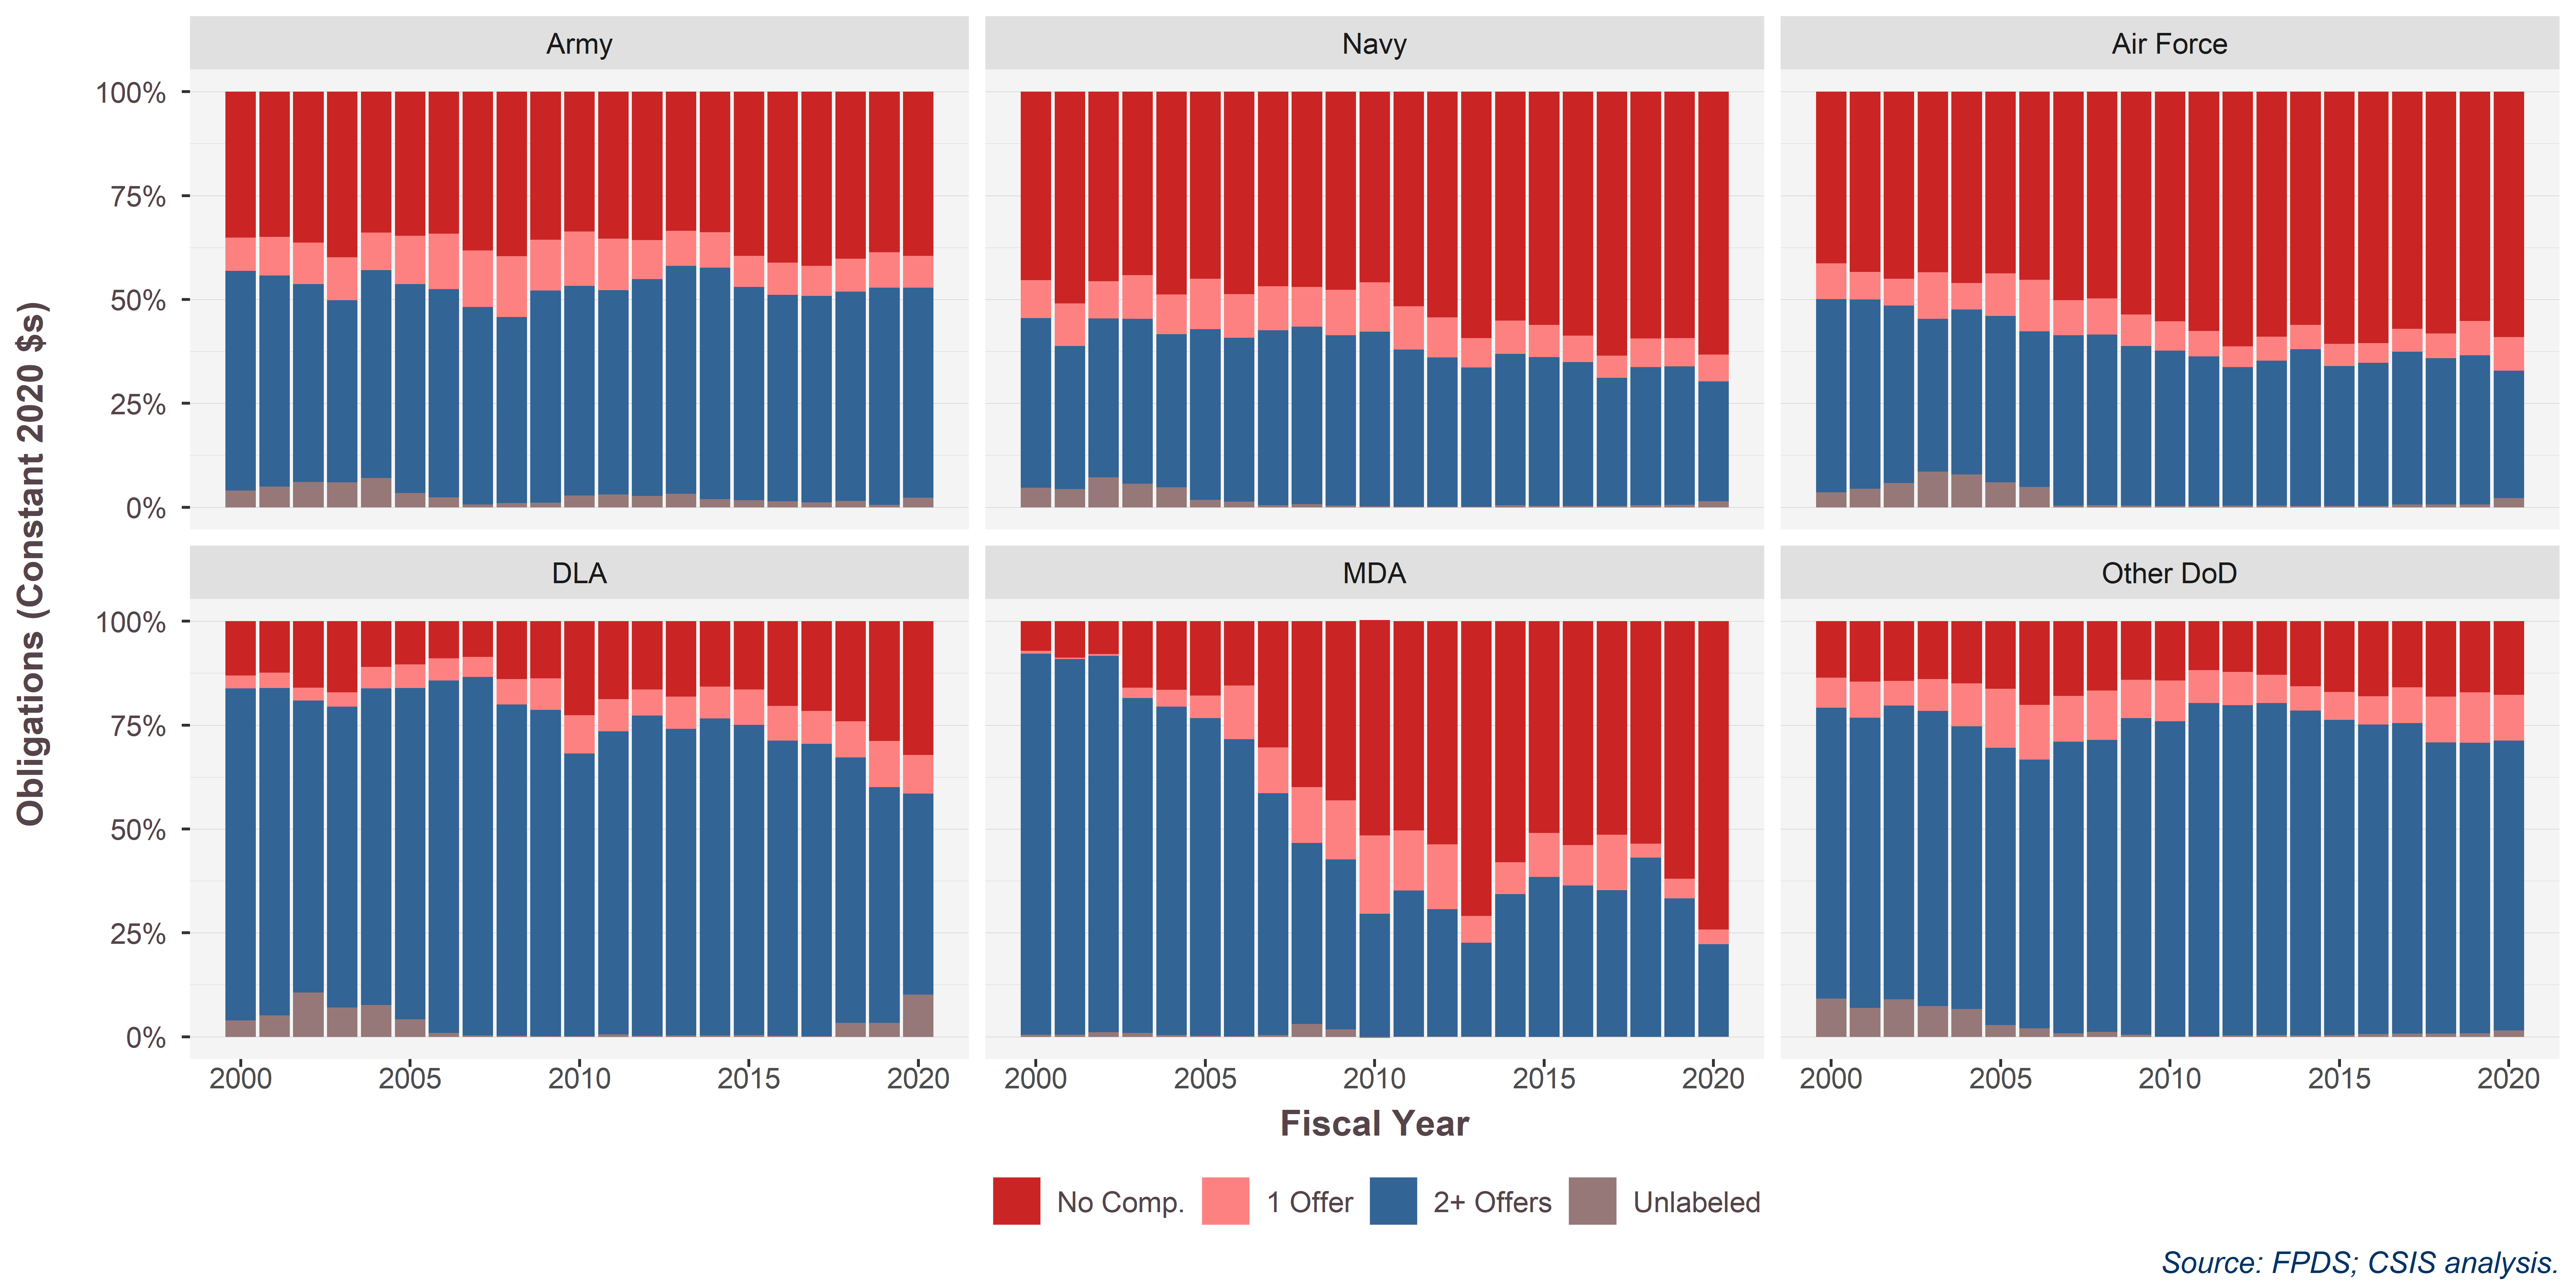 Army Navy Air Force
100%
75%
50%
25%
0%
Obligations (Constant 2020 $s)
DLA MDA Other DoD
100%
75%
50%
25%
0%
2000 2005 2010 2015 2020 2000 2005 2010 2015 2020 2000 2005 2010 2015 2020
Fiscal Year
No Comp. 1 Offer 2+ Offers Unlabeled
Source: FPDS; CSIS analysis.